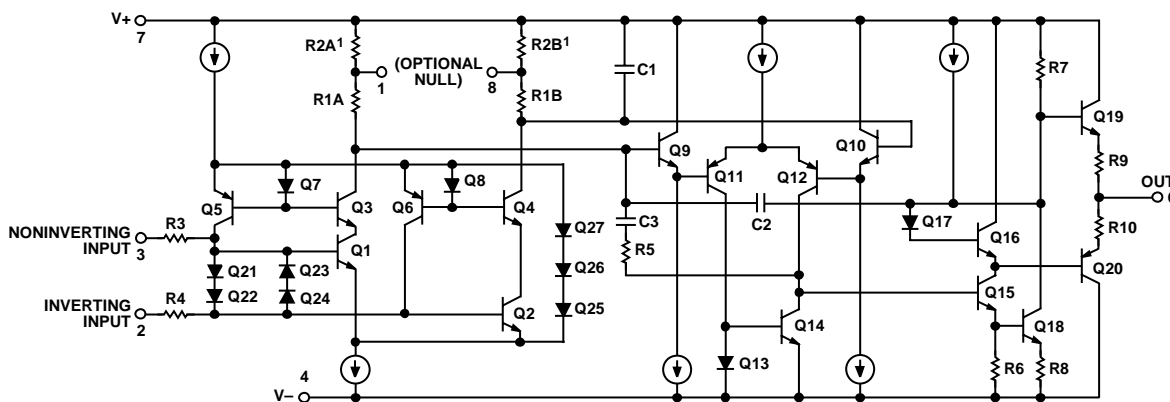 V+
7
R2A1
R2B1
(OPTIONAL
NULL)
1
8
R1A
R1B
C1
R7
Q19
Q9
Q10
Q11
Q12
R9
Q7
Q8
Q5
Q3
Q6
Q4
OUT
R3
NONINVERTING
INPUT
3
Q1
Q27
C3
C2
Q17
Q16
R10
R5
Q21
Q23
Q26
Q20
Q22
Q24
Q25
Q15
INVERTING
INPUT
2
R4
Q2
Q14
Q18
Q13
R6
R8
4
V–